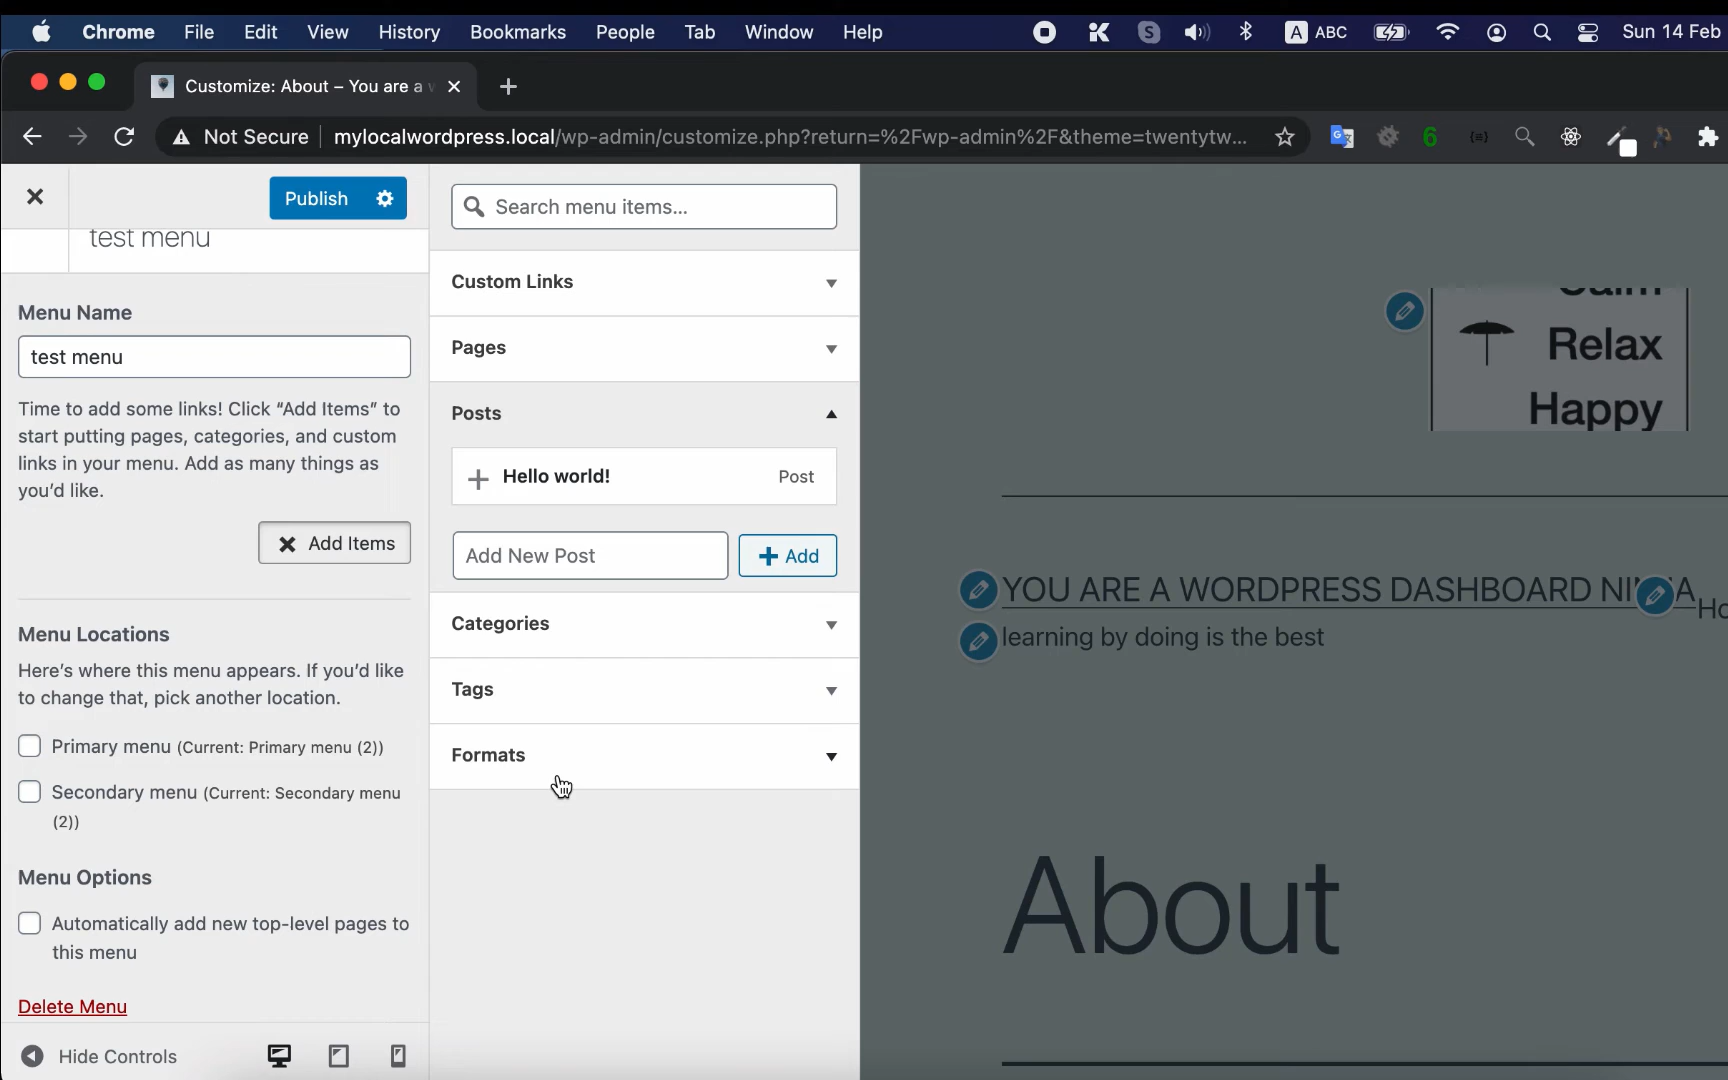 Chrome File Edit View History Bookmarks People Tab Window Help S A ABC Sun 14 Feb
Customize: About – You are a
Not Secure mylocalwordpress.local/wp-admin/customize.php?return=%2Fwp-admin%2F&theme=twentytw... 6
Publish
test menu
Menu Name
test menu
Time to add some links! Click “Add Items” to
start putting pages, categories, and custom
links in your menu. Add as many things as
you’d like.
Add Items
Menu Locations
Here’s where this menu appears. If you’d like
to change that, pick another location.
Primary menu (Current: Primary menu (2))
Secondary menu (Current: Secondary menu
(2))
Menu Options
Automatically add new top-level pages to
this menu
Delete Menu
Hide Controls
Search menu items...
Custom Links
Pages
Posts
Hello world! Post
Add New Post + Add
Categories
Tags
Formats
Calm
Relax
Happy
YOU ARE A WORDPRESS DASHBOARD
learning by doing is the best
About